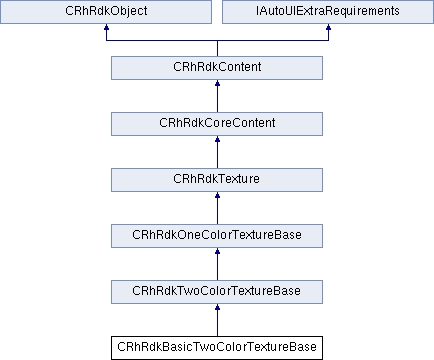 CRhRdkObject
IAutoUIExtraRequirements
CRhRdkContent
CRhRdkCoreContent
CRhRdkTexture
CRhRdkOneColorTextureBase
CRhRdkTwoColorTextureBase
CRhRdkBasicTwoColorTextureBase